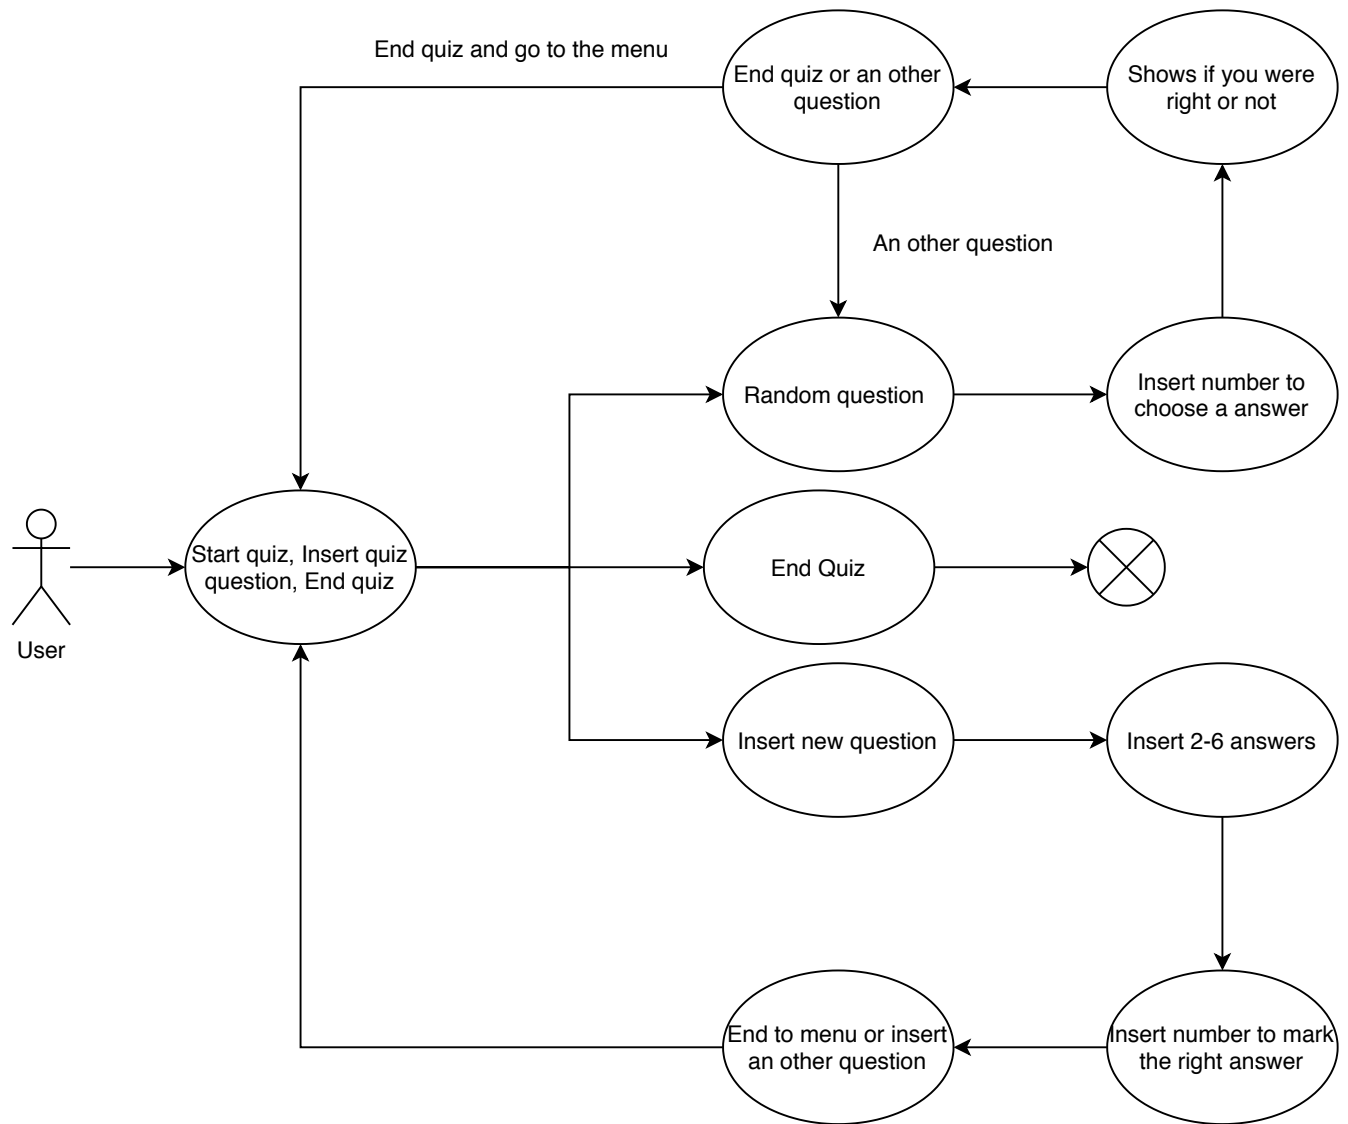 End quiz and go to the menu
End quiz or an other
question
Shows if you were
right or not
An other question
Random question
Insert number to
choose a answer
Start quiz, Insert quiz
question, End quiz
End Quiz
User
Insert new question
Insert 2-6 answers
End to menu or insert
an other question
Insert number to mark
the right answer